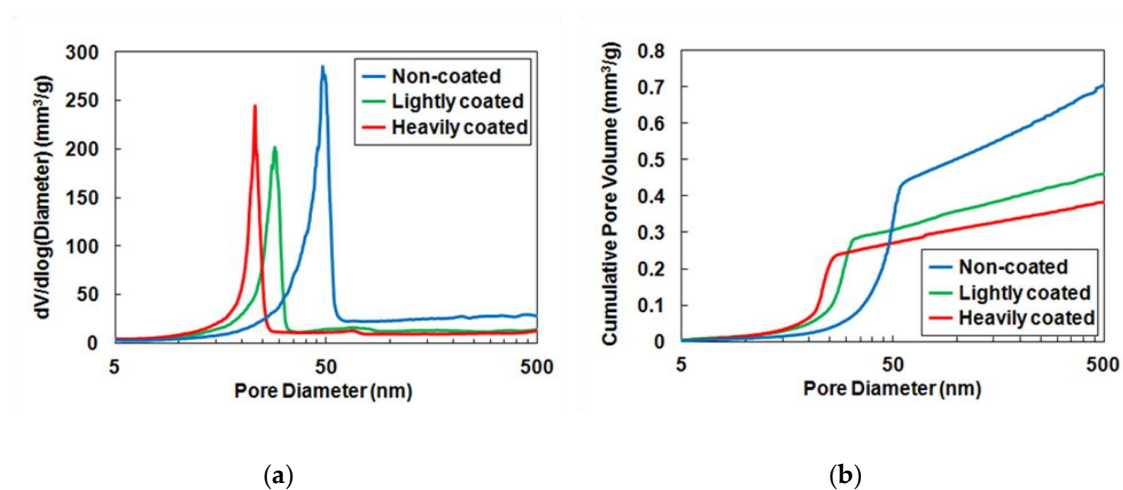 dV/dlog(Diameter) (mm³/g)
300
250
200
150
100
50
0
5
50
500
Pore Diameter (nm)
Non-coated
Lightly coated
Heavily coated
(a)
Cumulative Pore Volume (mm³/g)
0.8
0.7
0.6
0.5
0.4
0.3
0.2
0.1
0
5
50
500
Pore Diameter (nm)
Non-coated
Lightly coated
Heavily coated
(b)